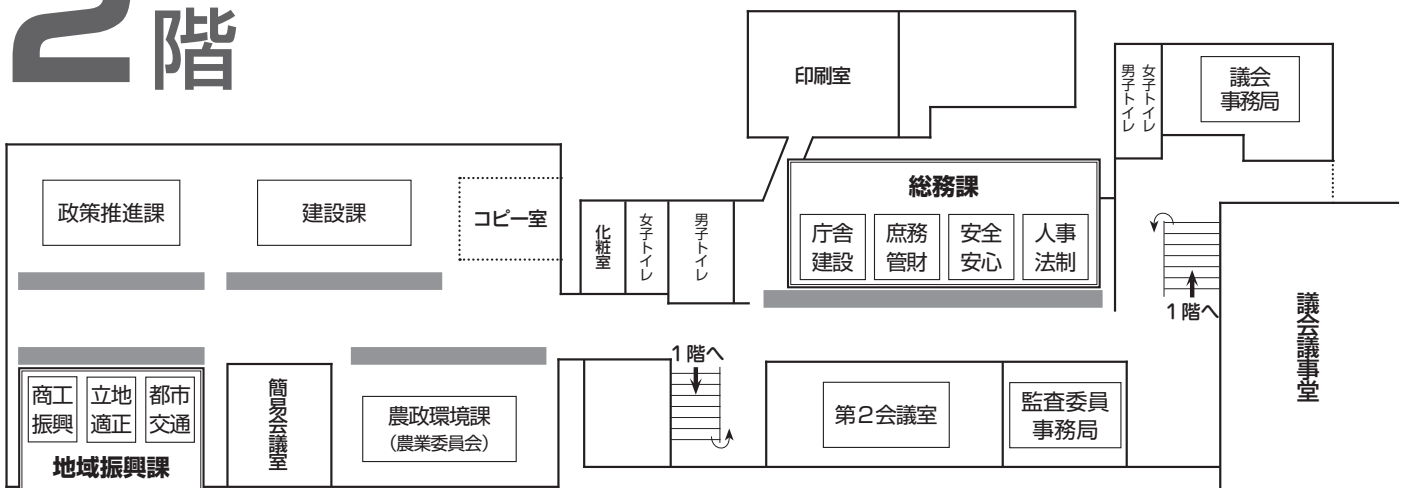 2階
印刷室
女子トイレ
男子トイレ
議会
事務局
政策推進課
建設課
コピー室
化粧室
女子トイレ
男子トイレ
総務課
庁舎
建設
庶務
管財
安全
安心
人事
法制
1階へ
議会議事堂
1階へ
商工
振興
立地
適正
都市
交通
地域振興課
簡易会議室
農政環境課
(農業委員会)
第2会議室
監査委員
事務局